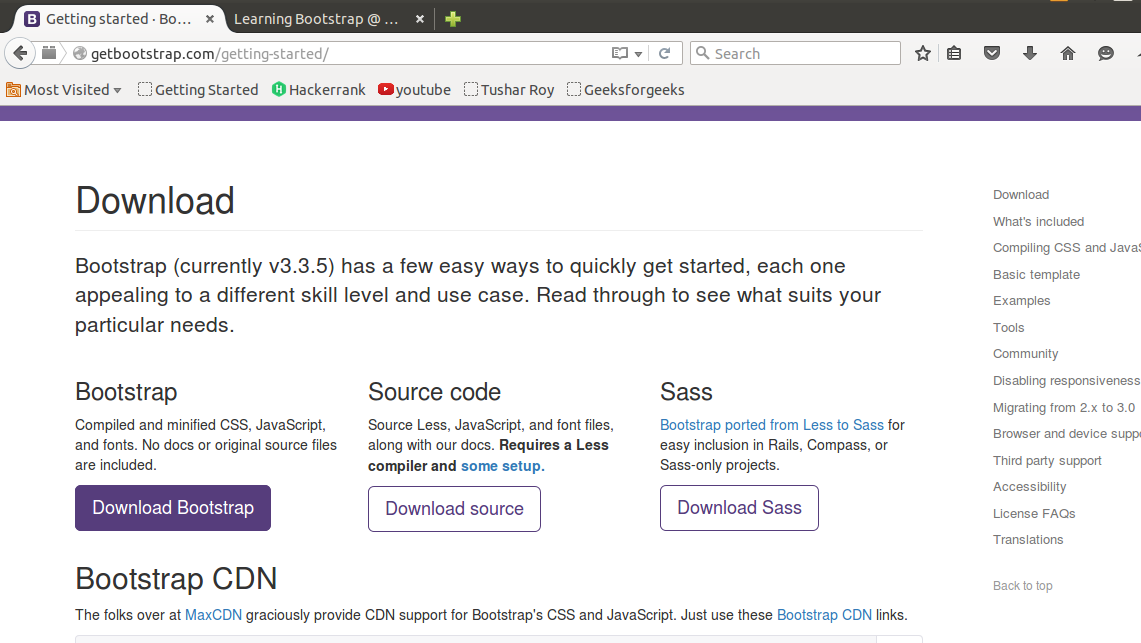 B Getting started · Bo... × Learning Bootstrap @ ... ×
getbootstrap.com/getting-started/ Search
Most Visited Getting Started H Hackerrank youtube Tushar Roy Geeksforgeeks
Download
Bootstrap (currently v3.3.5) has a few easy ways to quickly get started, each one
appealing to a different skill level and use case. Read through to see what suits your
particular needs.
Bootstrap
Compiled and minified CSS, JavaScript,
and fonts. No docs or original source files
are included.
Download Bootstrap
Source code
Source Less, JavaScript, and font files,
along with our docs. Requires a Less
compiler and some setup.
Download source
Sass
Bootstrap ported from Less to Sass for
easy inclusion in Rails, Compass, or
Sass-only projects.
Download Sass
Bootstrap CDN
The folks over at MaxCDN graciously provide CDN support for Bootstrap's CSS and JavaScript. Just use these Bootstrap CDN links.
Download
What's included
Compiling CSS and JavaS
Basic template
Examples
Tools
Community
Disabling responsiveness
Migrating from 2.x to 3.0
Browser and device suppo
Third party support
Accessibility
License FAQs
Translations
Back to top